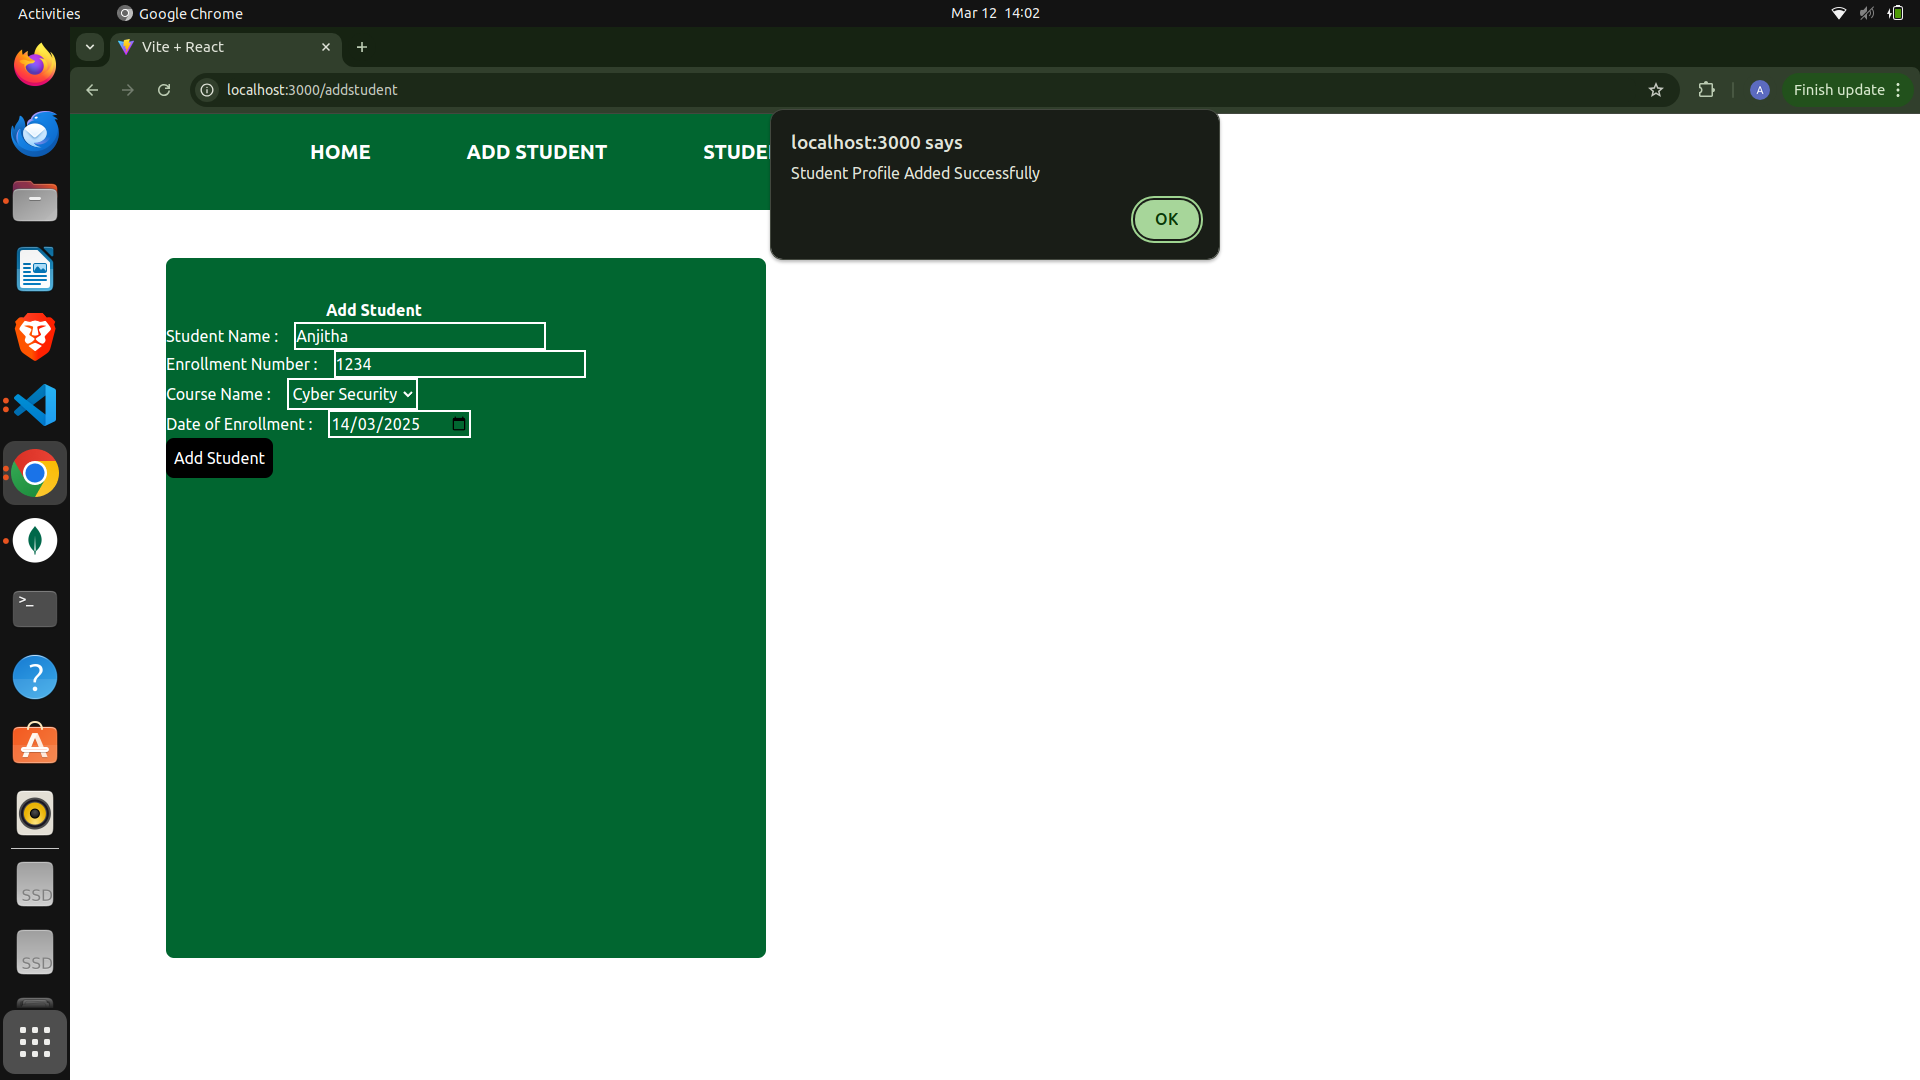 Activities Google Chrome Mar 12 14:02
Vite + React
localhost:3000/addstudent A Finish update
HOME ADD STUDENT STUDE
localhost:3000 says
Student Profile Added Successfully
OK
Add Student
Student Name : Anjitha
Enrollment Number : 1234
Course Name : Cyber Security
Date of Enrollment : 14/03/2025
Add Student
>_
?
SSD
SSD